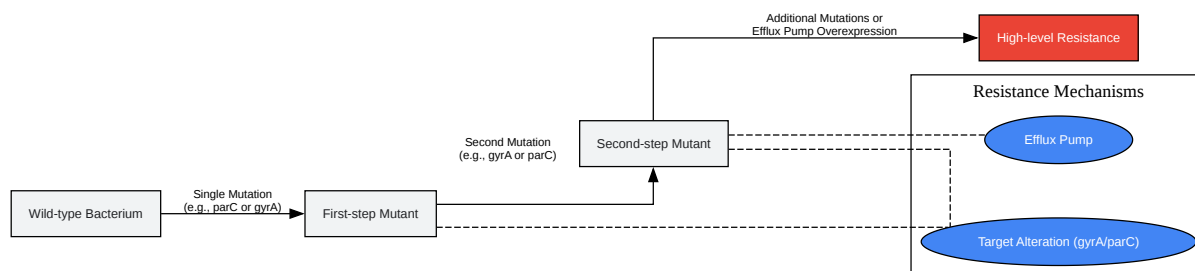 Additional Mutations or
Efflux Pump Overexpression
High-level Resistance
Resistance Mechanisms
Second Mutation
(e.g., gyrA or parC)
Second-step Mutant
Efflux Pump
Wild-type Bacterium
Single Mutation
(e.g., parC or gyrA)
First-step Mutant
Target Alteration (gyrA/parC)